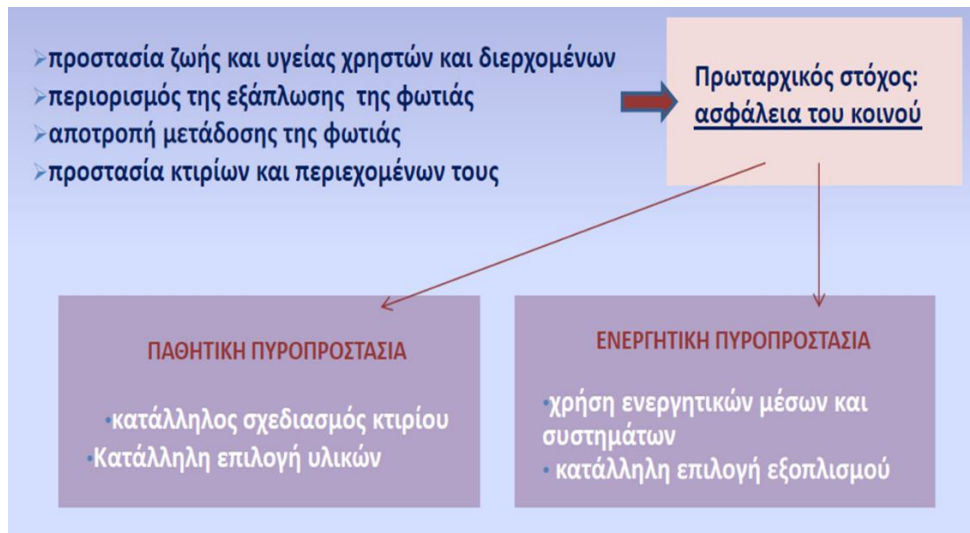 ➢προστασία ζωής και υγείας χρηστών και διερχομένων
➢περιορισμός της εξάπλωσης της φωτιάς
➢αποτροπή μετάδοσης της φωτιάς
➢προστασία κτιρίων και περιεχομένων τους
Πρωταρχικός στόχος:
ασφάλεια του κοινού
ΠΑΘΗΤΙΚΗ ΠΥΡΟΠΡΟΣΤΑΣΙΑ
•κατάλληλος σχεδιασμός κτιρίου
•Κατάλληλη επιλογή υλικών
ΕΝΕΡΓΗΤΙΚΗ ΠΥΡΟΠΡΟΣΤΑΣΙΑ
•χρήση ενεργητικών μέσων και
συστημάτων
• κατάλληλη επιλογή εξοπλισμού